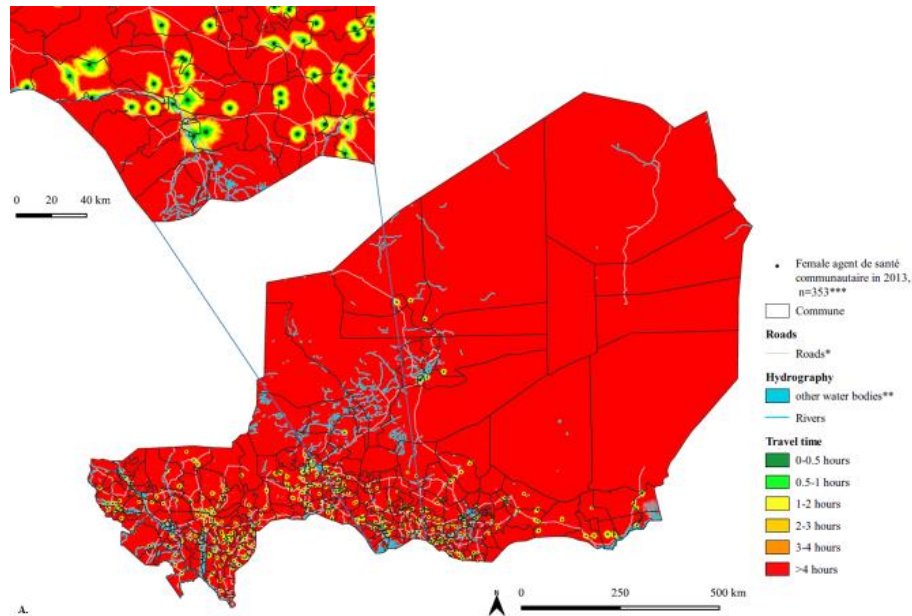 0 20 40 km
Female agent de santé
communautaire in 2013,
n=353***
Commune
Roads
Roads*
Hydrography
other water bodies**
Rivers
Travel time
0-0.5 hours
0.5-1 hours
1-2 hours
2-3 hours
3-4 hours
>4 hours
A.
N
0 250 500 km